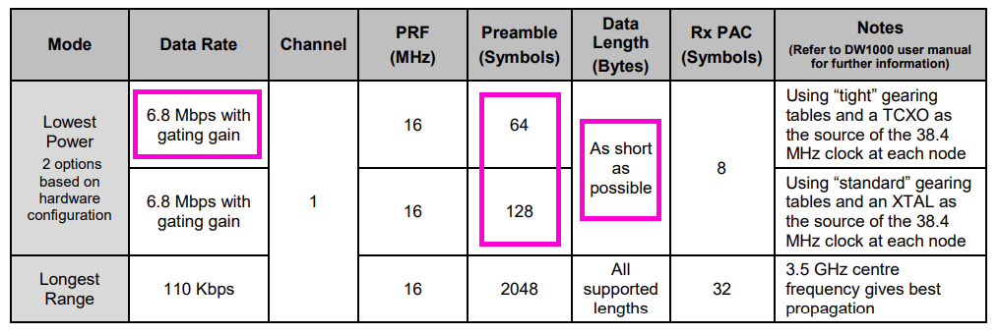 Mode
Data Rate
Channel
PRF
(MHz)
Preamble
(Symbols)
Data
Length
(Bytes)
Rx PAC
(Symbols)
Notes
(Refer to DW1000 user manual
for further information)
Lowest
Power
2 options
based on
hardware
configuration
6.8 Mbps with
gating gain
1
16
64
As short
as
possible
8
Using “tight” gearing
tables and a TCXO as
the source of the 38.4
MHz clock at each node
6.8 Mbps with
gating gain
16
128
Using “standard” gearing
tables and an XTAL as
the source of the 38.4
MHz clock at each node
Longest
Range
110 Kbps
16
2048
All
supported
lengths
32
3.5 GHz centre
frequency gives best
propagation